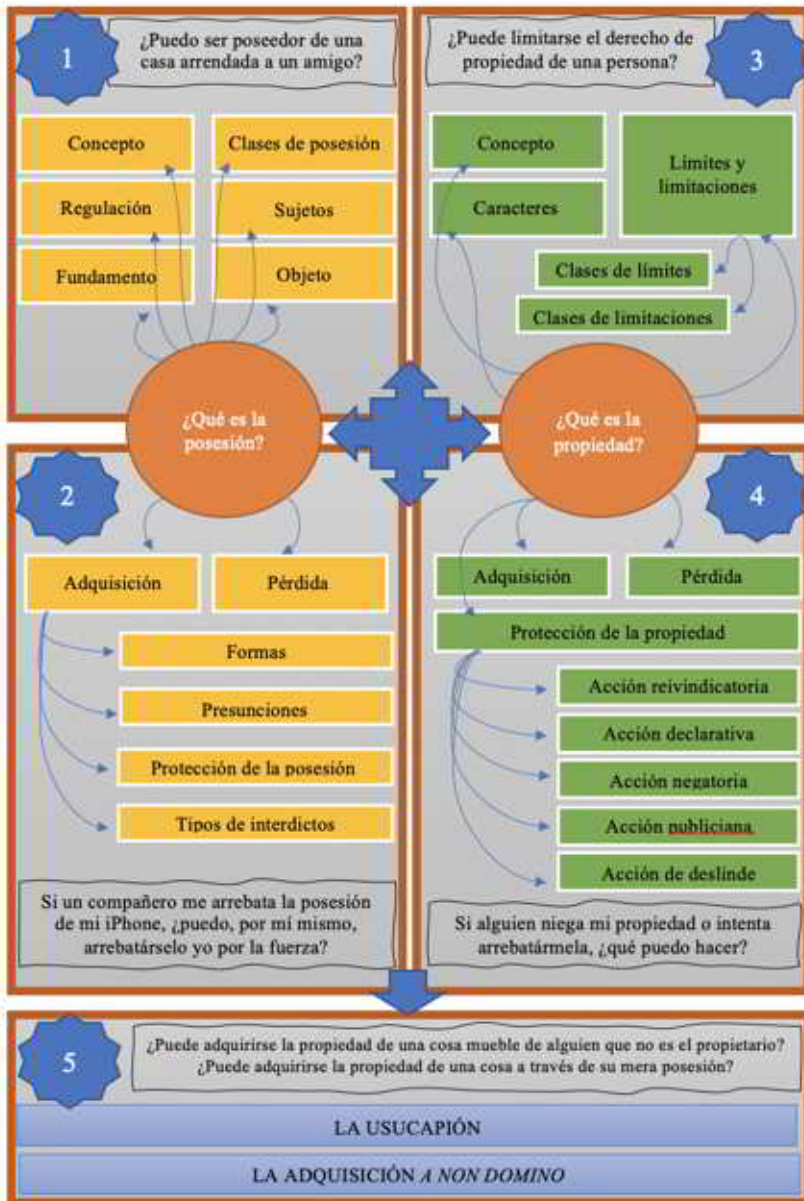 1
¿Puedo ser poseedor de una
casa arrendada a un amigo?
Concepto
Clases de posesión
Regulación
Sujetos
Fundamento
Objeto
¿Qué es la
posesión?
3
¿Puede limitarse el derecho de
propiedad de una persona?
Concepto
Límites y
limitaciones
Caracteres
Clases de límites
Clases de limitaciones
¿Qué es la
propiedad?
2
Adquisición
Pérdida
Formas
Presunciones
Protección de la posesión
Tipos de interdictos
Si un compañero me arrebata la posesión
de mi iPhone, ¿puedo, por mí mismo,
arrebatárselo yo por la fuerza?
4
Adquisición
Pérdida
Protección de la propiedad
Acción reivindicatoria
Acción declarativa
Acción negatoria
Acción publiciana
Acción de deslinde
Si alguien niega mi propiedad o intenta
arrebatármela, ¿qué puedo hacer?
5
¿Puede adquirirse la propiedad de una cosa mueble de alguien que no es el propietario?
¿Puede adquirirse la propiedad de una cosa a través de su mera posesión?
LA USUCAPIÓN
LA ADQUISICIÓN A NON DOMINO